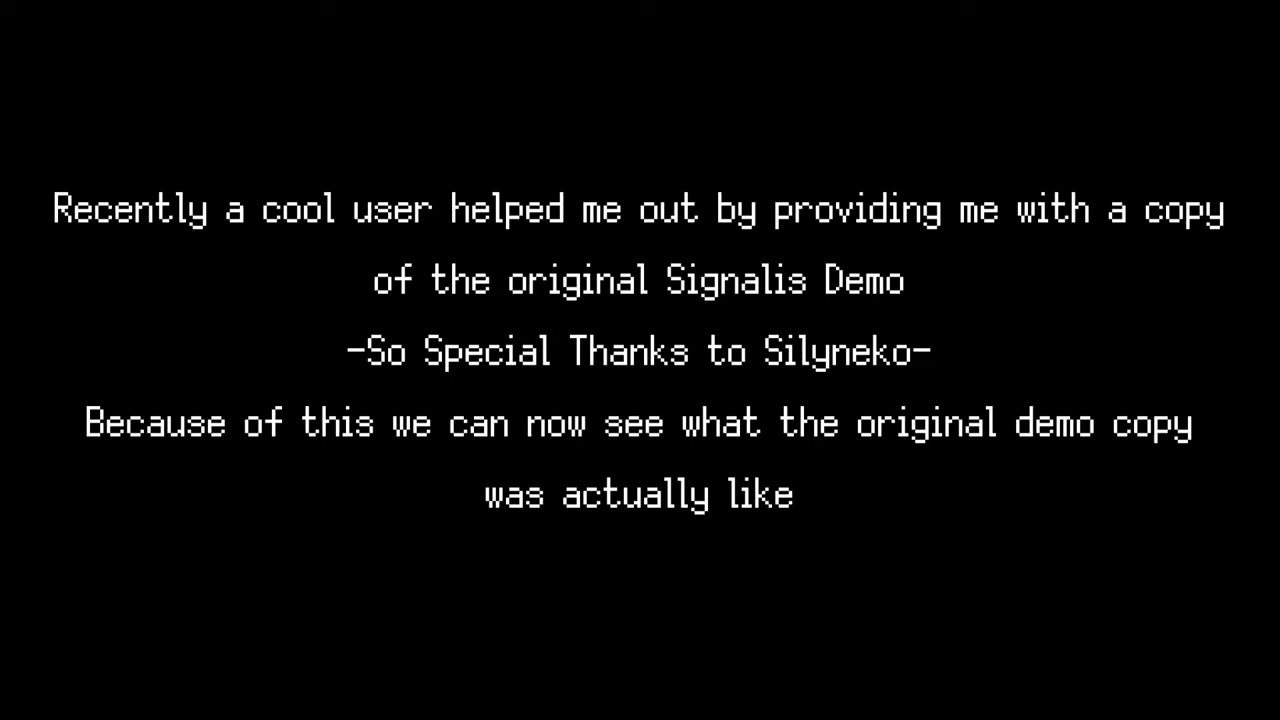 Recently a cool user helped me out by providing me with a copy
of the original Signalis Demo
-So Special Thanks to Silyneko-
Because of this we can now see what the original demo copy
was actually like